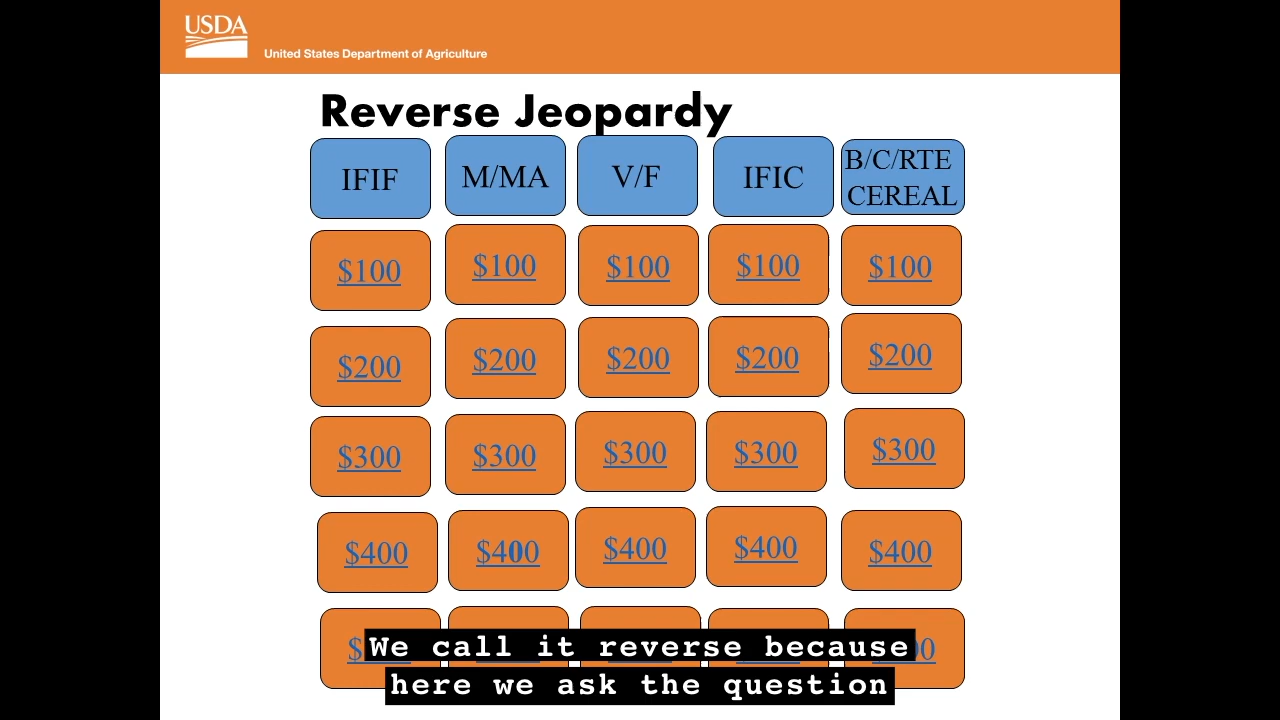 USDA
United States Department of Agriculture
Reverse Jeopardy
IFIF M/MA V/F IFIC B/C/RTE CEREAL
$100 $100 $100 $100 $100
$200 $200 $200 $200 $200
$300 $300 $300 $300 $300
$400 $400 $400 $400 $400
We call it reverse because
here we ask the question